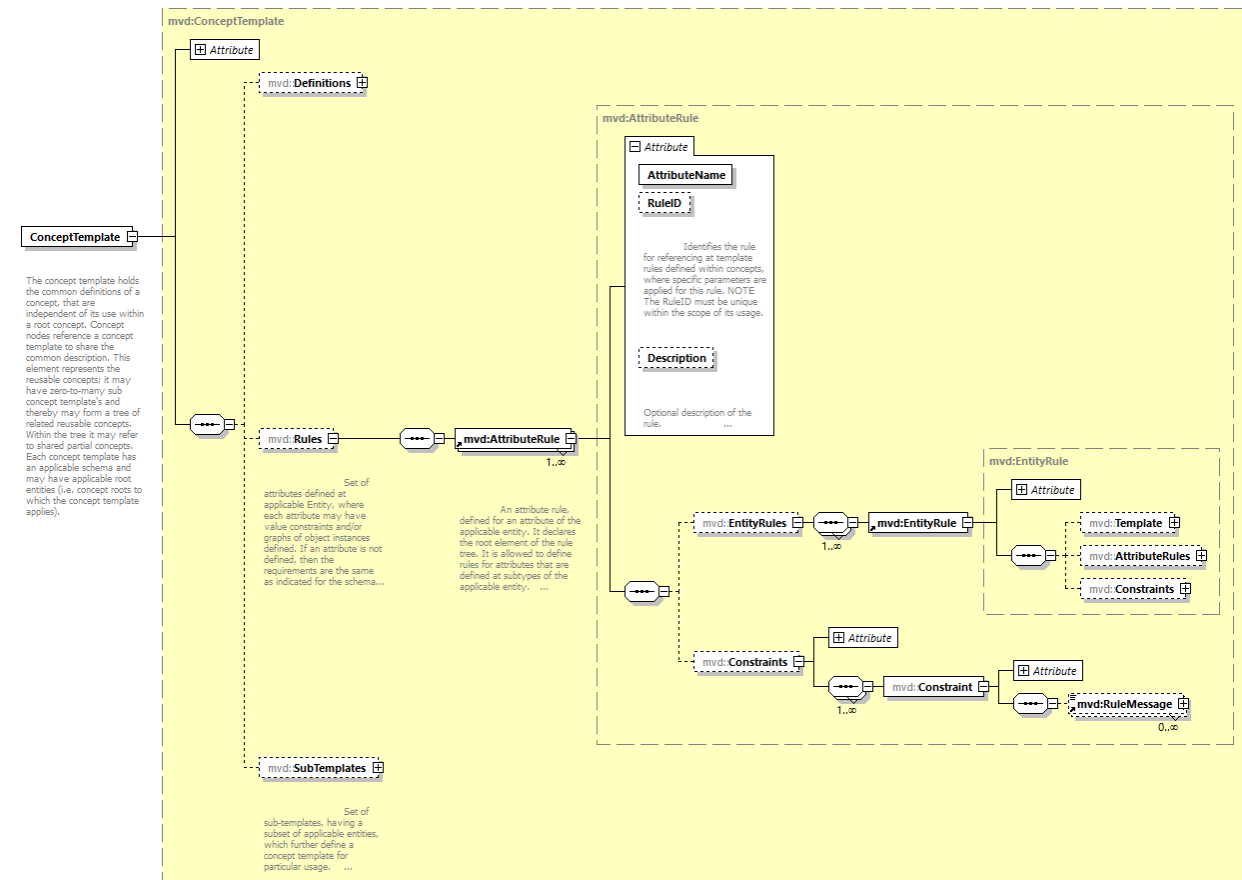 mvd:ConceptTemplate
Attribute
mvd:Definitions
mvd:AttributeRule
Attribute
AttributeName
RuleID
Identifies the rule
for referencing at template
rules defined within concepts,
where specific parameters are
applied for this rule. NOTE
The RuleID must be unique
within the scope of its usage.
Description
Optional description of the
rule. ...
ConceptTemplate
The concept template holds
the common definitions of a
concept, that are
independent of its use within
a root concept. Concept
nodes reference a concept
template to share the
common description. This
element represents the
reusable concepts; it may
have zero-to-many sub
concept template's and
thereby may form a tree of
related reusable concepts.
Within the tree it may refer
to shared partial concepts.
Each concept template has
an applicable schema and
may have applicable root
entities (i.e. concept roots to
which the concept template
applies).
mvd:Rules
Set of
attributes defined at
applicable Entity, where
each attribute may have
value constraints and/or
graphs of object instances
defined. If an attribute is not
defined, then the
requirements are the same
as indicated for the schema...
mvd:AttributeRule
1..∞
An attribute rule,
defined for an attribute of the
applicable entity. It declares
the root element of the rule
tree. It is allowed to define
rules for attributes that are
defined at subtypes of the
applicable entity. ...
mvd:EntityRules
1..∞
mvd:EntityRule
mvd:EntityRule
Attribute
mvd:Template
mvd:AttributeRules
mvd:Constraints
mvd:Constraints
Attribute
1..∞
mvd:Constraint
Attribute
mvd:RuleMessage
0..∞
mvd:SubTemplates
Set of
sub-templates, having a
subset of applicable entities,
which further define a
concept template for
particular usage. ...